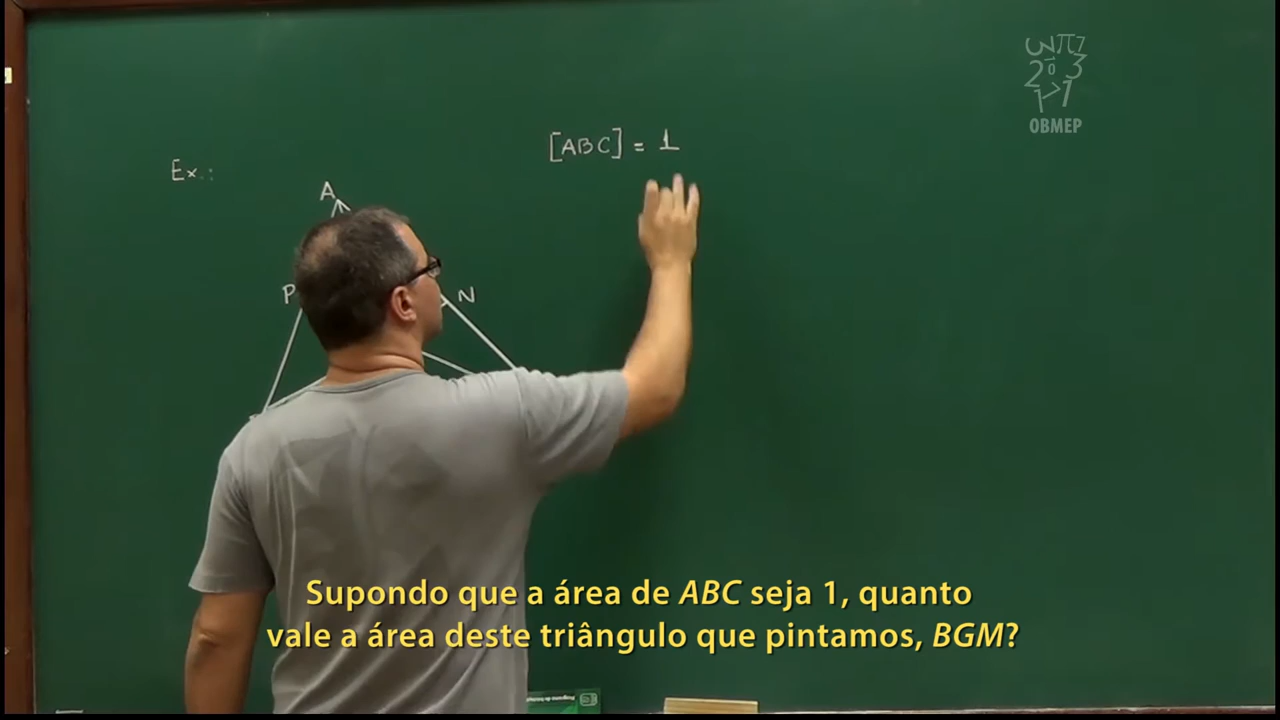 [ABC] = 1
Ex.:
A
P
N
OBMEP
Supondo que a área de ABC seja 1, quanto
vale a área deste triângulo que pintamos, BGM?